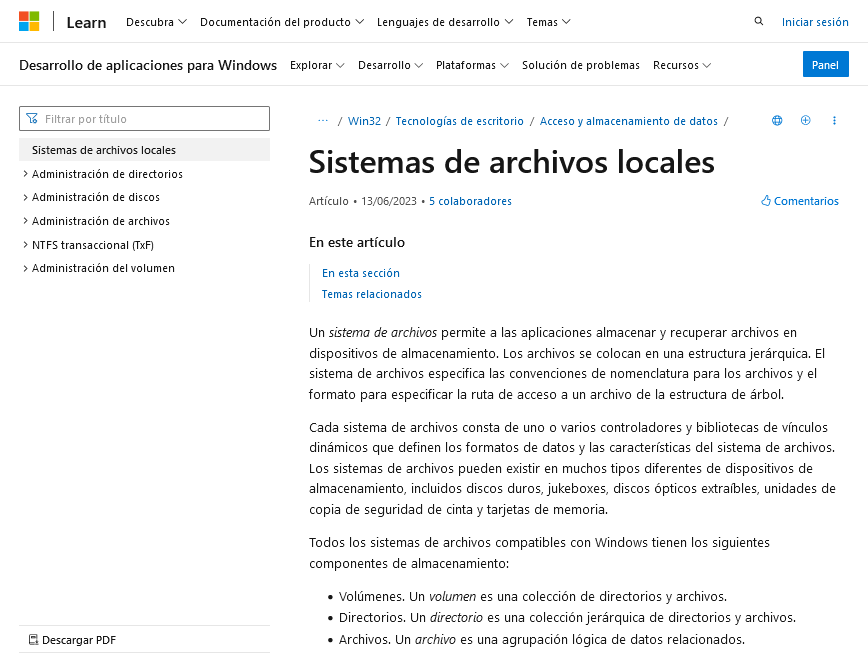 Learn Descubra Documentación del producto Lenguajes de desarrollo Temas Iniciar sesión
Desarrollo de aplicaciones para Windows Explorar Desarrollo Plataformas Solución de problemas Recursos Panel
Filtrar por título
Sistemas de archivos locales
Administración de directorios
Administración de discos
Administración de archivos
NTFS transaccional (TxF)
Administración del volumen
Descargar PDF
··· / Win32 / Tecnologías de escritorio / Acceso y almacenamiento de datos /
Sistemas de archivos locales
Artículo • 13/06/2023 • 5 colaboradores
Comentarios
En este artículo
En esta sección
Temas relacionados
Un sistema de archivos permite a las aplicaciones almacenar y recuperar archivos en
dispositivos de almacenamiento. Los archivos se colocan en una estructura jerárquica. El
sistema de archivos especifica las convenciones de nomenclatura para los archivos y el
formato para especificar la ruta de acceso a un archivo de la estructura de árbol.
Cada sistema de archivos consta de uno o varios controladores y bibliotecas de vínculos
dinámicos que definen los formatos de datos y las características del sistema de archivos.
Los sistemas de archivos pueden existir en muchos tipos diferentes de dispositivos de
almacenamiento, incluidos discos duros, jukeboxes, discos ópticos extraíbles, unidades de
copia de seguridad de cinta y tarjetas de memoria.
Todos los sistemas de archivos compatibles con Windows tienen los siguientes
componentes de almacenamiento:
• Volúmenes. Un volumen es una colección de directorios y archivos.
• Directorios. Un directorio es una colección jerárquica de directorios y archivos.
• Archivos. Un archivo es una agrupación lógica de datos relacionados.